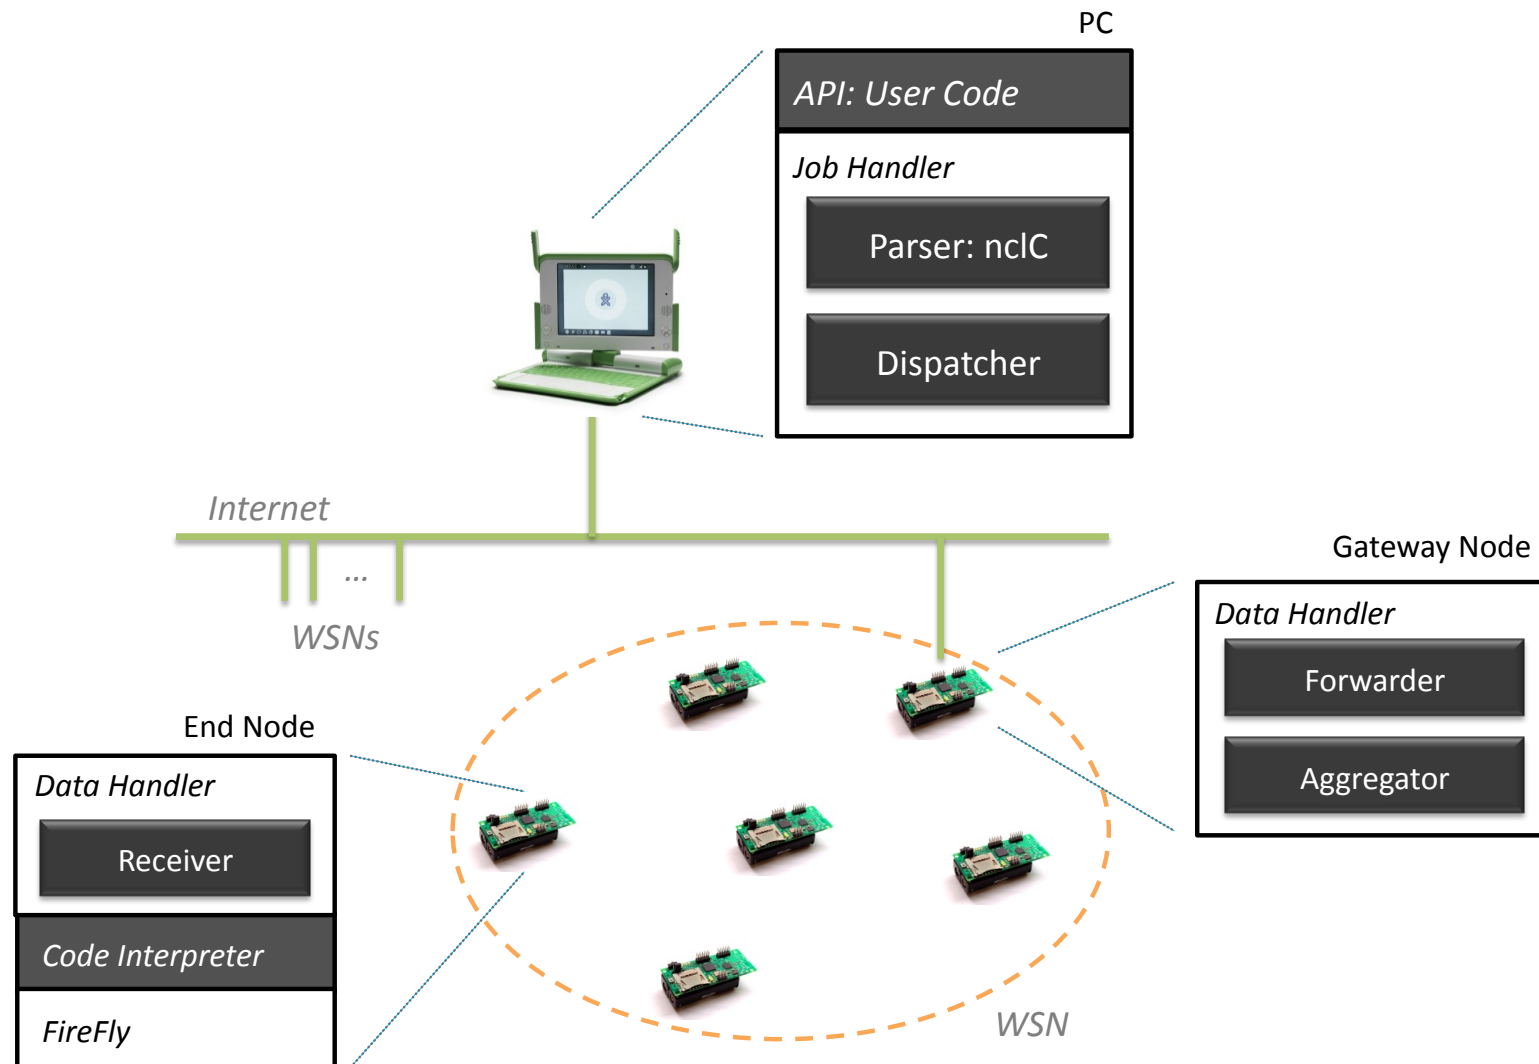 PC
API: User Code
Job Handler
Parser: nclC
Dispatcher
Internet
...
WSNs
Gateway Node
Data Handler
Forwarder
Aggregator
End Node
Data Handler
Receiver
Code Interpreter
FireFly
WSN